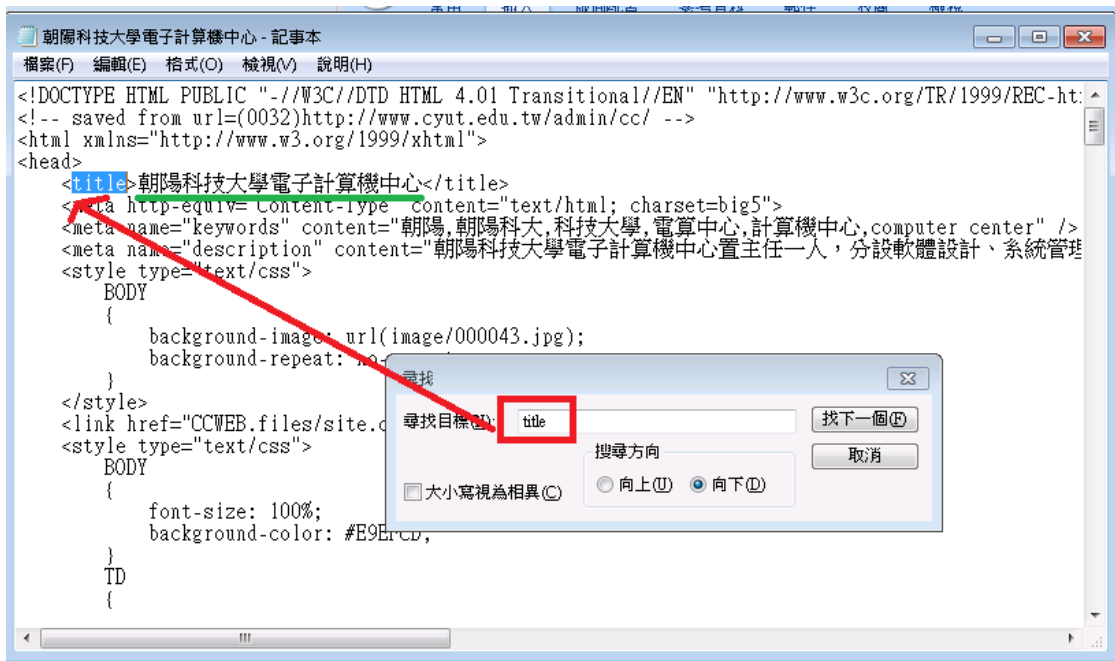 朝陽科技大學電子計算機中心 - 記事本
檔案(F) 編輯(E) 格式(O) 檢視(V) 說明(H)
<!DOCTYPE HTML PUBLIC "-//W3C//DTD HTML 4.01 Transitional//EN" "http://www.w3c.org/TR/1999/REC-ht
<!-- saved from url=(0032)http://www.cyut.edu.tw/admin/cc/ -->
<html xmlns="http://www.w3.org/1999/xhtml">
<head>
<title>朝陽科技大學電子計算機中心</title>
<meta http-equiv="Content-Type" content="text/html; charset=big5">
<meta name="keywords" content="朝陽,朝陽科大,科技大學,電算中心,計算機中心,computer center" />
<meta name="description" content="朝陽科技大學電子計算機中心置主任一人，分設軟體設計、系統管理
<style type="text/css">
BODY
{
background-image: url(image/000043.jpg);
background-repeat: no-
}
</style>
<link href="CCWEB.files/site.c
<style type="text/css">
BODY
{
font-size: 100%;
background-color: #E9EFCD;
}
TD
{
尋找
尋找目標(N): title
找下一個(F)
搜尋方向
取消
大小寫視為相異(C)
向上(U) 向下(D)